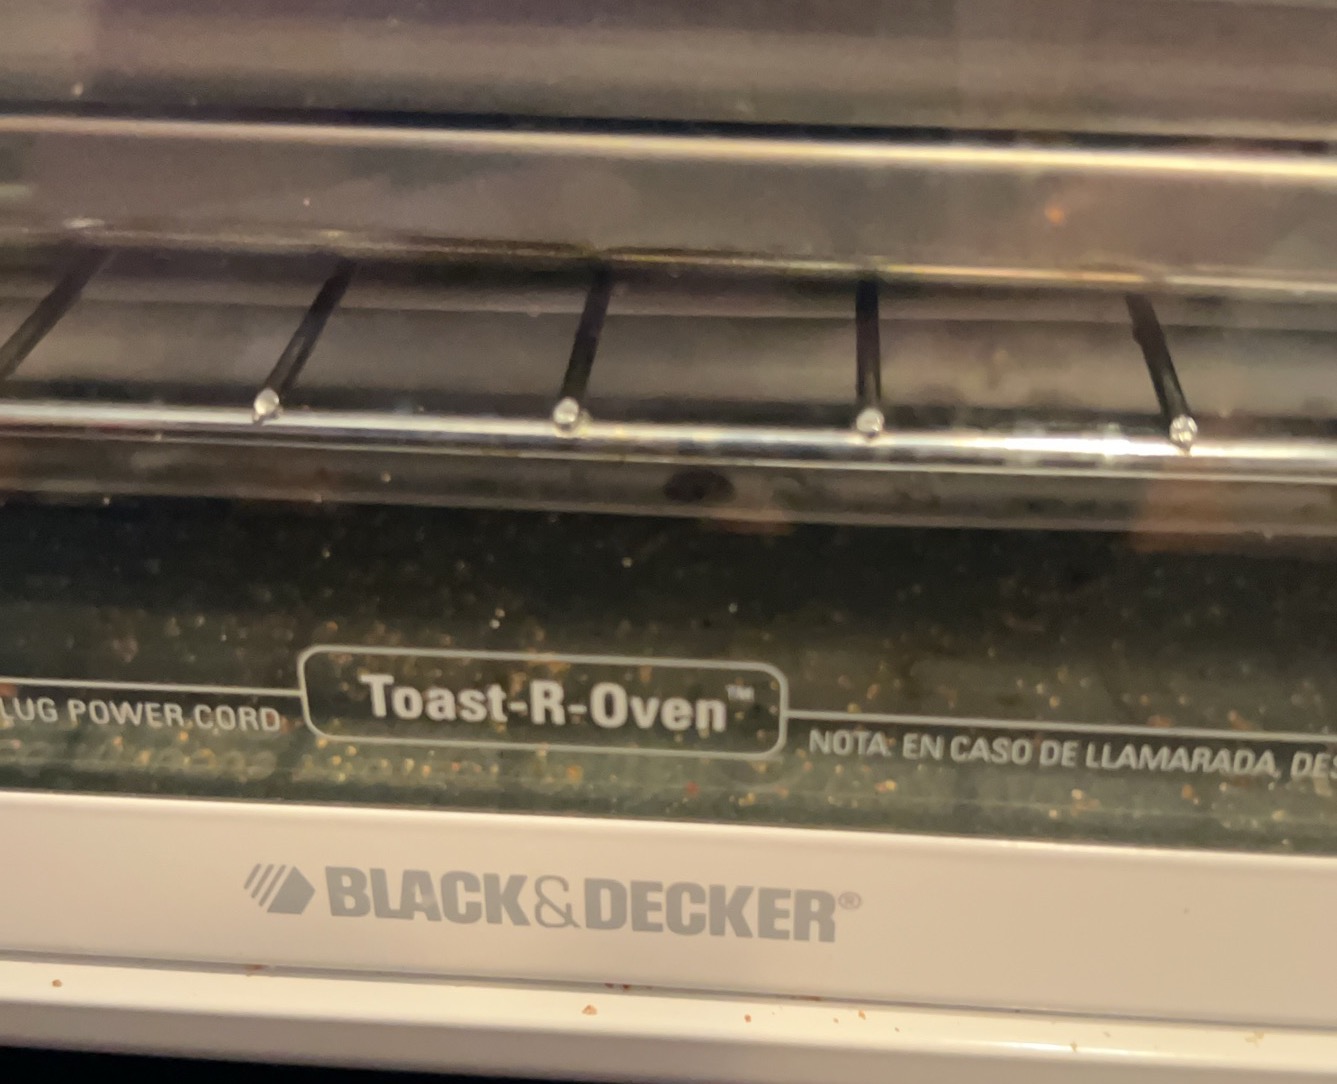 Toast-R-Oven™
LUG POWER CORD
NOTA: EN CASO DE LLAMARADA, DES
BLACK&DECKER®